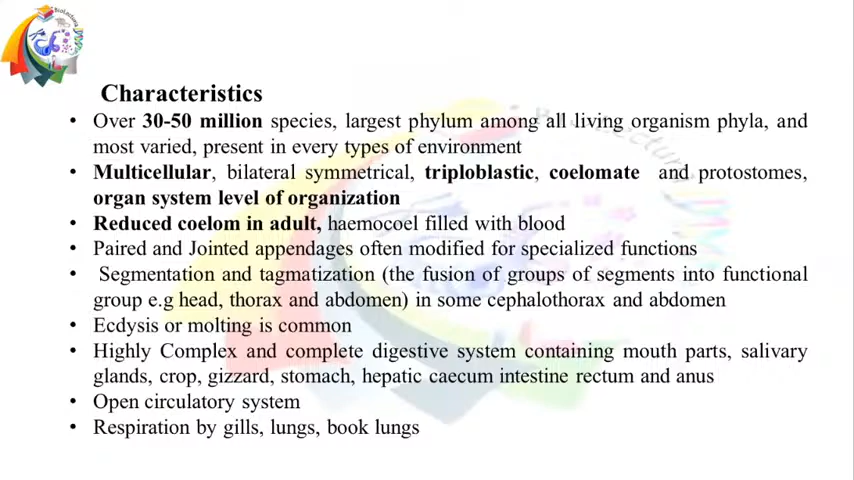 Characteristics
• Over 30-50 million species, largest phylum among all living organism phyla, and
most varied, present in every types of environment
• Multicellular, bilateral symmetrical, triploblastic, coelomate and protostomes,
organ system level of organization
• Reduced coelom in adult, haemocoel filled with blood
• Paired and Jointed appendages often modified for specialized functions
• Segmentation and tagmatization (the fusion of groups of segments into functional
group e.g head, thorax and abdomen) in some cephalothorax and abdomen
• Ecdysis or molting is common
• Highly Complex and complete digestive system containing mouth parts, salivary
glands, crop, gizzard, stomach, hepatic caecum intestine rectum and anus
• Open circulatory system
• Respiration by gills, lungs, book lungs